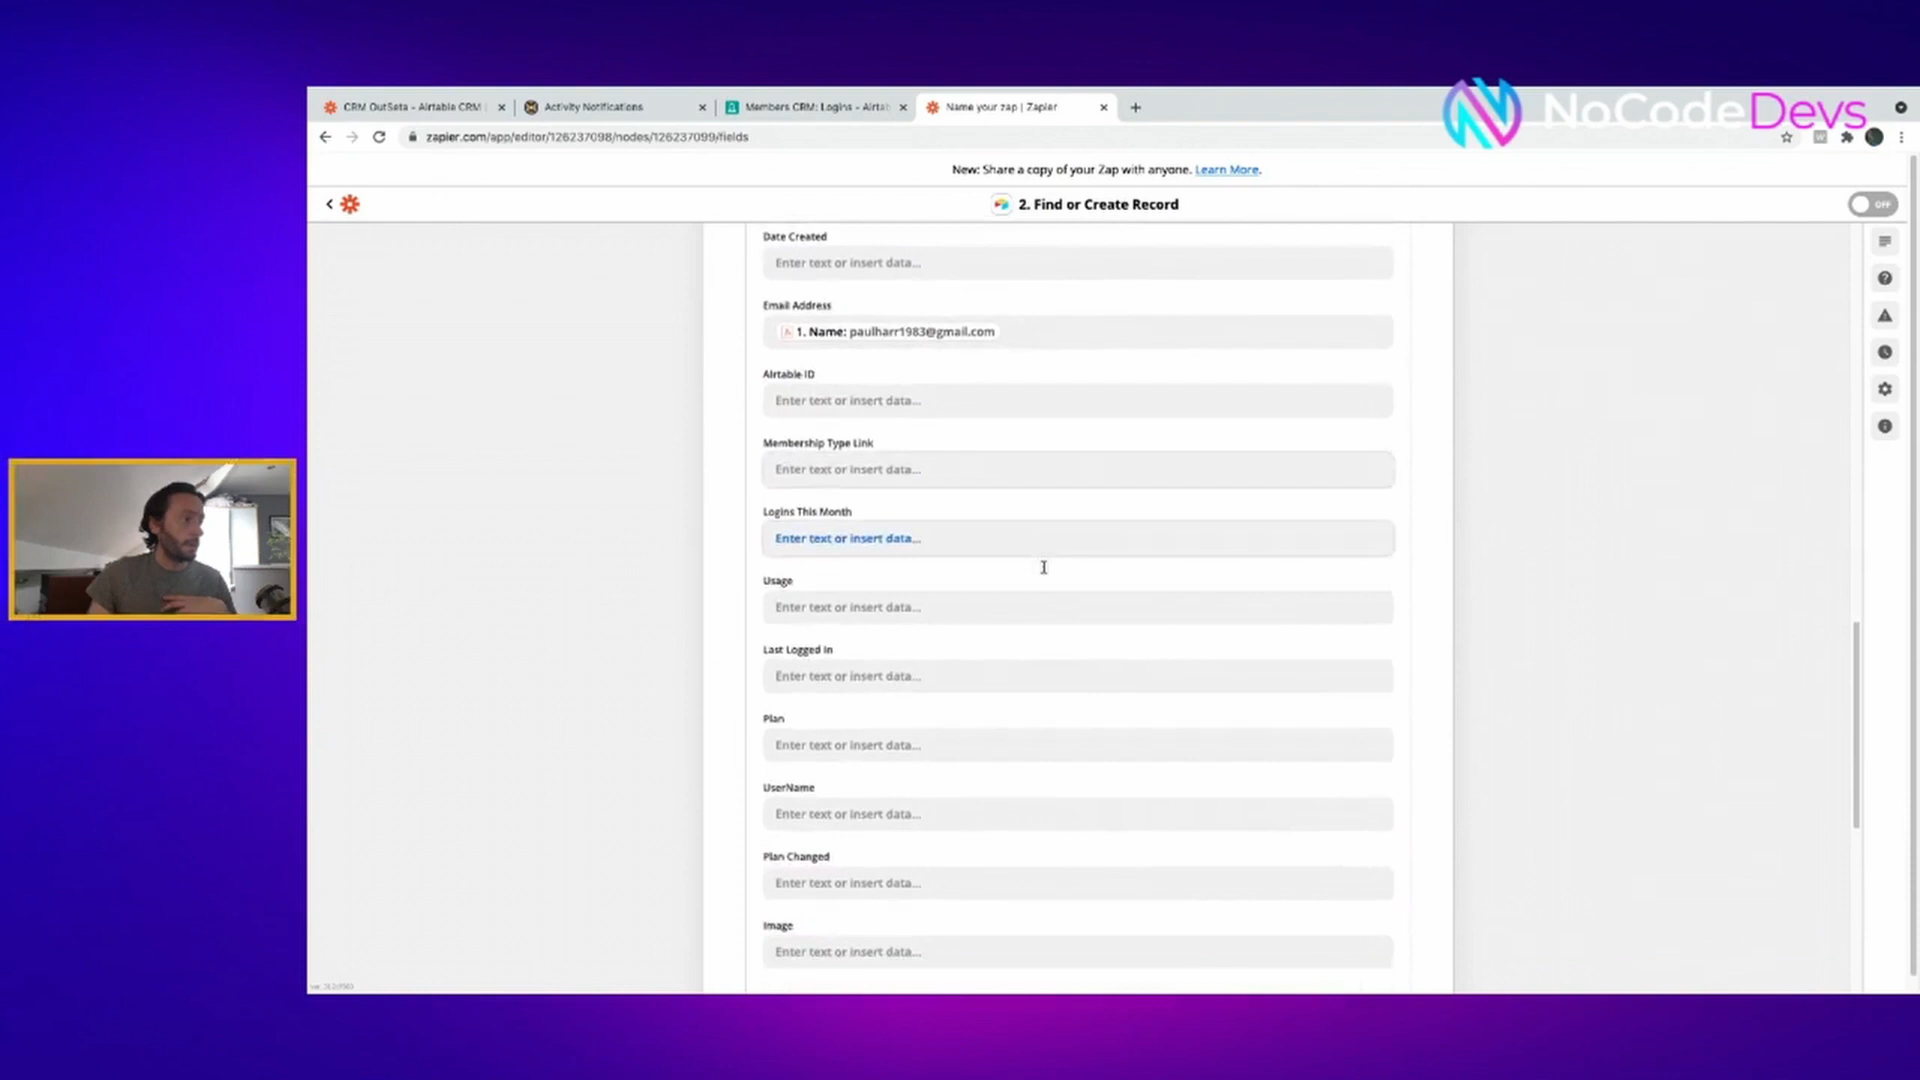 CRM OutSeta - Airtable CRM
Activity Notifications
Members CRM: Logins - Airtab
Name your zap | Zapier
NoCodeDevs
zapier.com/app/editor/126237098/nodes/126237099/fields
New: Share a copy of your Zap with anyone. Learn More.
2. Find or Create Record
OFF
Date Created
Enter text or insert data...
Email Address
1. Name: paulharr1983@gmail.com
Airtable ID
Enter text or insert data...
Membership Type Link
Enter text or insert data...
Logins This Month
Enter text or insert data...
Usage
Enter text or insert data...
Last Logged In
Enter text or insert data...
Plan
Enter text or insert data...
UserName
Enter text or insert data...
Plan Changed
Enter text or insert data...
Image
Enter text or insert data...